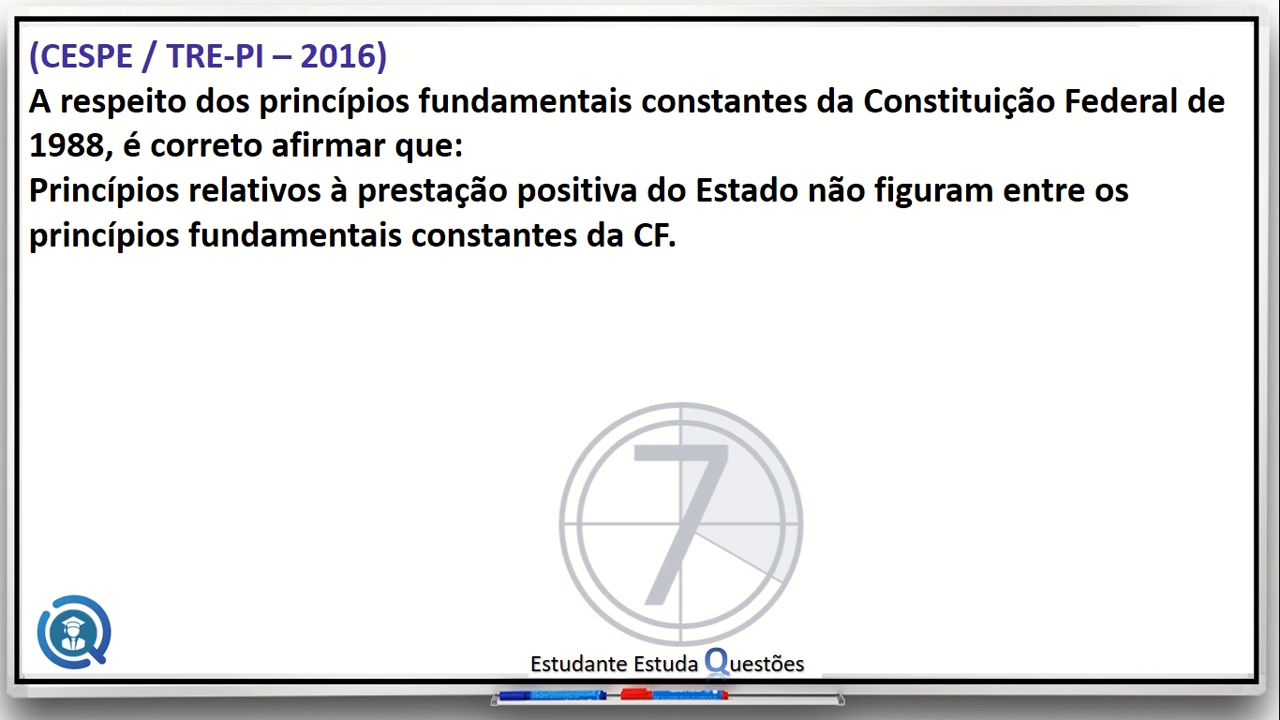 (CESPE / TRE-PI – 2016)
A respeito dos princípios fundamentais constantes da Constituição Federal de
1988, é correto afirmar que:
Princípios relativos à prestação positiva do Estado não figuram entre os
princípios fundamentais constantes da CF.
7
Estudante Estuda Questões